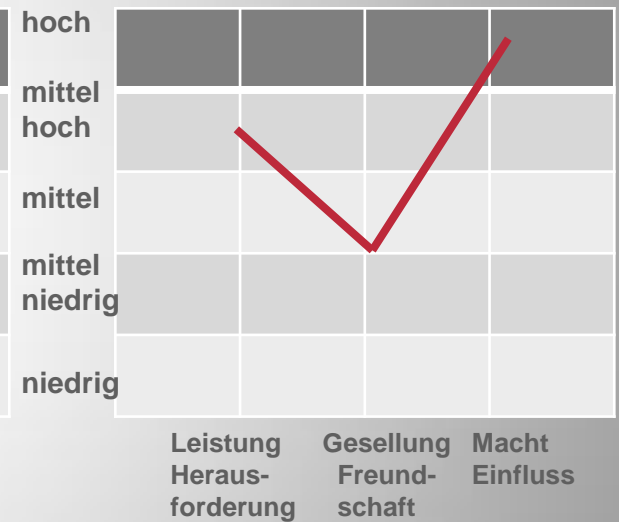 hoch
mittel
hoch
mittel
mittel
niedrig
niedrig
Leistung Gesellung Macht
Heraus- Freund- Einfluss
forderung schaft